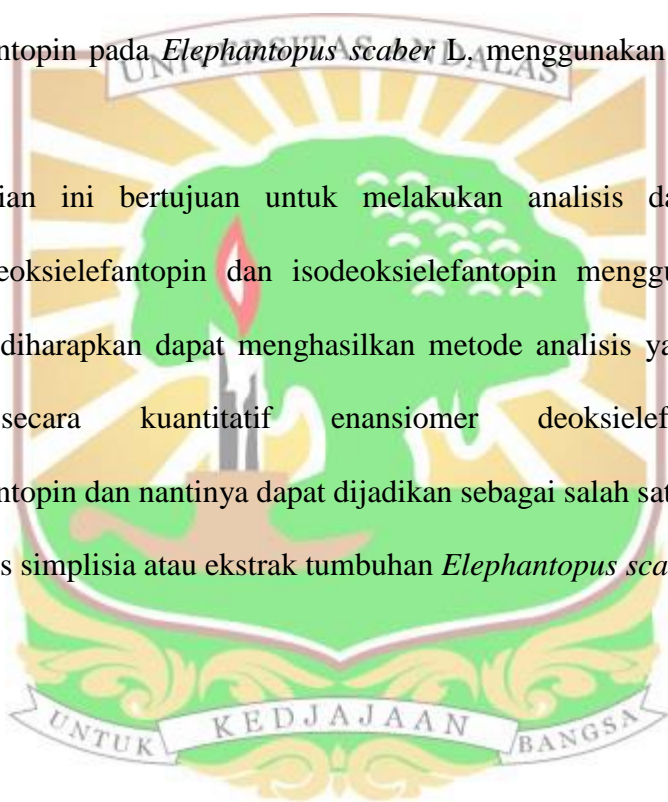 ntopin pada Elephantopus scaber L. menggunakan
UNIVERSITAS ANDALAS
ian ini bertujuan untuk melakukan analisis da
eoksielefantopin dan isodeoksielefantopin menggu
diharapkan dapat menghasilkan metode analisis ya
secara kuantitatif enansiomer deoksielef
ntopin dan nantinya dapat dijadikan sebagai salah sat
s simplisia atau ekstrak tumbuhan Elephantopus sca
UNTUK KEDJAJAAN BANGSA